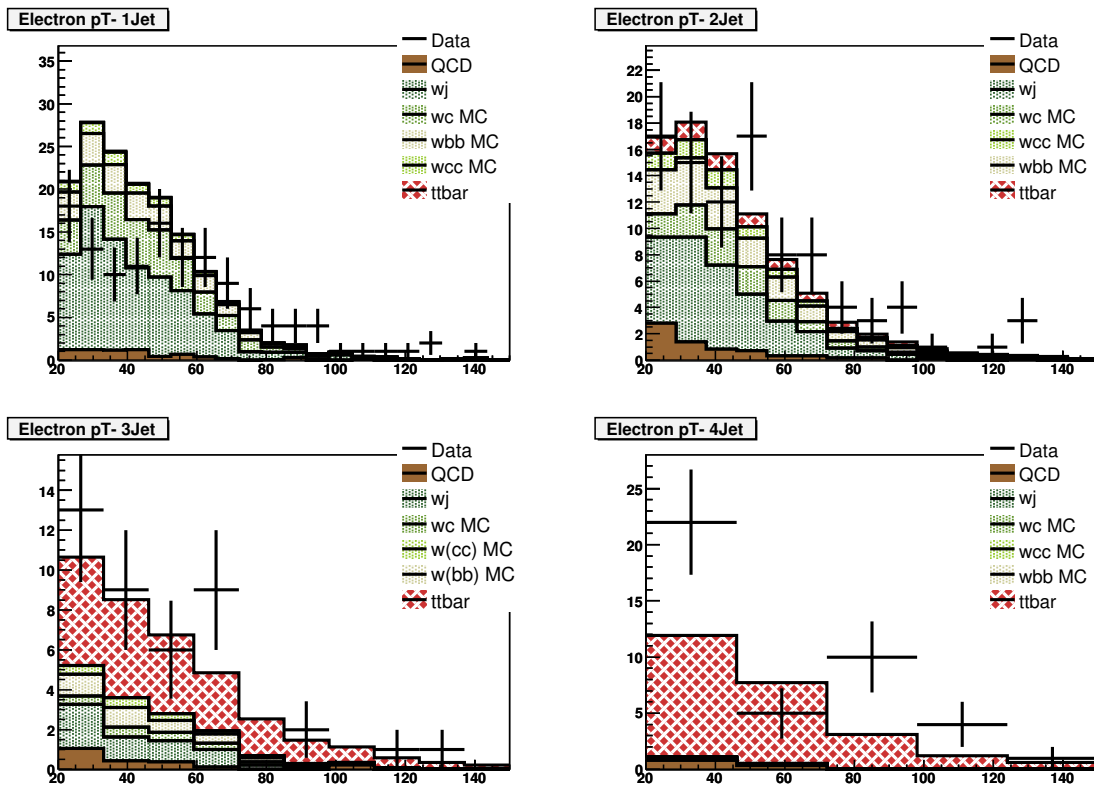 Electron pT- 1Jet
Data
QCD
wj
wc MC
wbb MC
wcc MC
ttbar
35
30
25
20
15
10
5
0
20 40 60 80 100 120 140
Electron pT- 2Jet
Data
QCD
wj
wc MC
wcc MC
wbb MC
ttbar
22
20
18
16
14
12
10
8
6
4
2
0
20 40 60 80 100 120 140
Electron pT- 3Jet
Data
QCD
wj
wc MC
w(cc) MC
w(bb) MC
ttbar
14
12
10
8
6
4
2
0
20 40 60 80 100 120 140
Electron pT- 4Jet
Data
QCD
wj
wc MC
wcc MC
wbb MC
ttbar
25
20
15
10
5
0
20 40 60 80 100 120 140